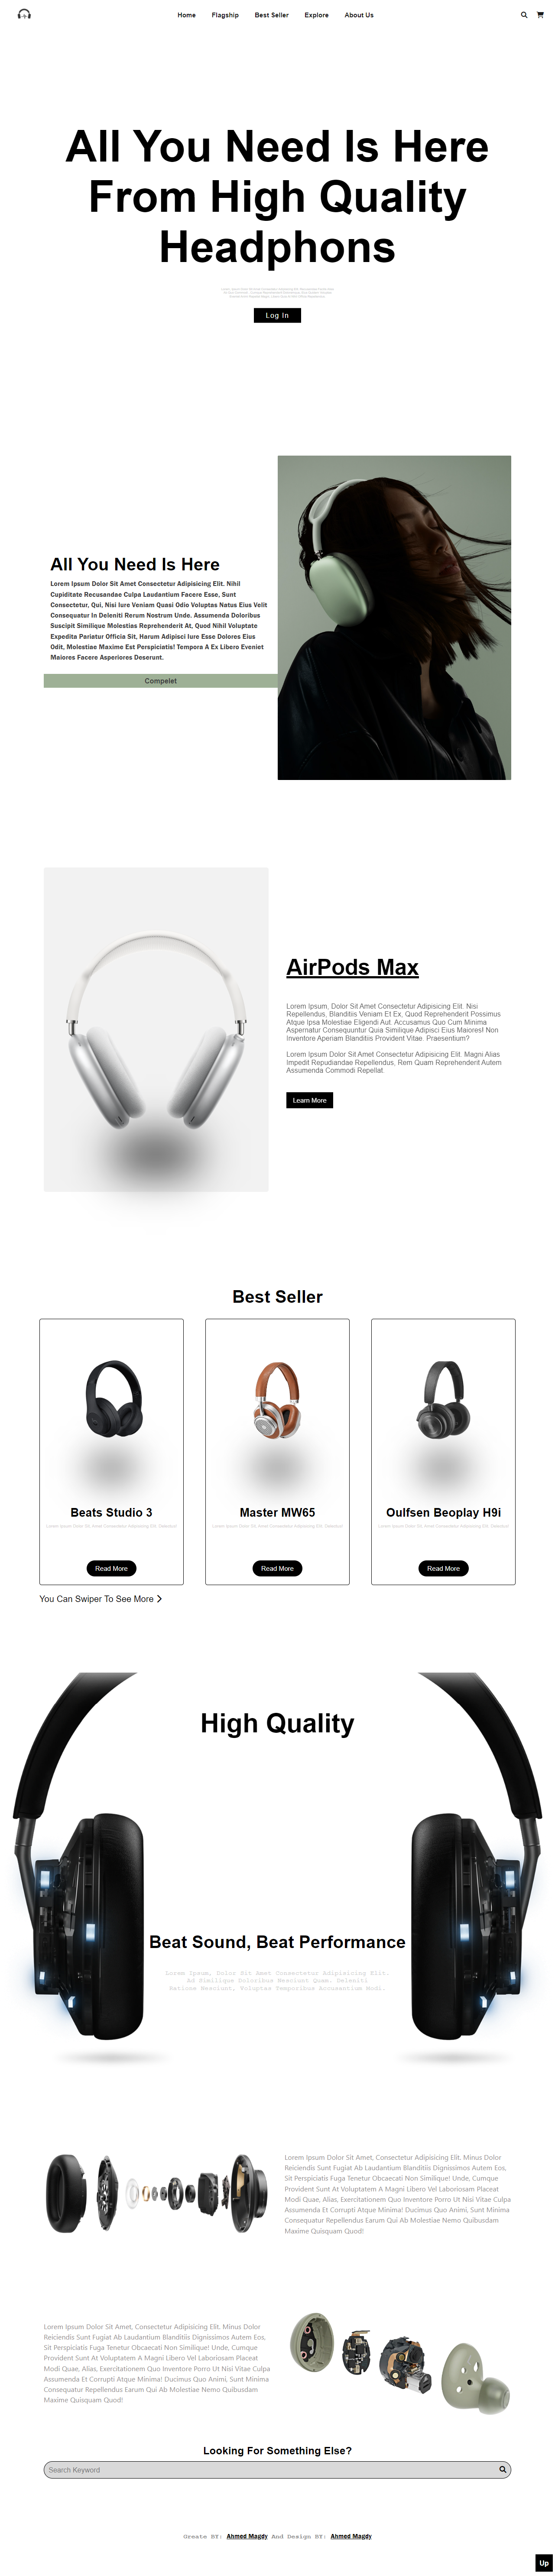 Home Flagship Best Seller Explore About Us
All You Need Is Here
From High Quality
Headphons
Log In
All You Need Is Here
Lorem Ipsum Dolor Sit Amet Consectetur Adipisicing Elit. Nihil
Cupiditate Recusandae Culpa Laudantium Facere Esse, Sunt
Consectetur, Qui, Nisi Iure Veniam Quasi Odio Voluptas Natus Eius Velit
Consequatur In Deleniti Rerum Nostrum Unde. Assumenda Doloribus
Suscipit Similique Molestias Reprehenderit At, Quod Nihil Voluptate
Expedita Pariatur Officia Sit, Harum Adipisci Iure Esse Dolores Eius
Odit, Molestiae Maxime Est Perspiciatis! Tempora A Ex Libero Eveniet
Maiores Facere Asperiores Deserunt.
Compelet
AirPods Max
Lorem Ipsum, Dolor Sit Amet Consectetur Adipisicing Elit. Nisi
Repellendus, Blanditiis Veniam Et Ex, Quod Reprehenderit Possimus
Atque Ipsa Molestiae Eligendi Aut. Accusamus Quo Cum Minima
Aspernatur Consequuntur Quia Similique Adipisci Eius Maiores! Non
Inventore Aperiam Blanditiis Provident Vitae. Praesentium?
Lorem Ipsum Dolor Sit Amet Consectetur Adipisicing Elit. Magni Alias
Impedit Repudiandae Repellendus, Rem Quam Reprehenderit Autem
Assumenda Commodi Repellat.
Learn More
Best Seller
Beats Studio 3
Read More
Master MW65
Read More
Oulfsen Beoplay H9i
Read More
You Can Swiper To See More
High Quality
Beat Sound, Beat Performance
Lorem Ipsum, Dolor Sit Amet Consectetur Adipisicing Elit.
Ad Similique Doloribus Nesciunt Quam. Deleniti
Ratione Nesciunt, Voluptas Temporibus Accusantium Modi.
Lorem Ipsum Dolor Sit Amet, Consectetur Adipisicing Elit. Minus Dolor
Reiciendis Sunt Fugiat Ab Laudantium Blanditiis Dignissimos Autem Eos,
Sit Perspiciatis Fuga Tenetur Obcaecati Non Similique! Unde, Cumque
Provident Sunt At Voluptatem A Magni Libero Vel Laboriosam Placeat
Modi Quae, Alias, Exercitationem Quo Inventore Porro Ut Nisi Vitae Culpa
Assumenda Et Corrupti Atque Minima! Ducimus Quo Animi, Sunt Minima
Consequatur Repellendus Earum Qui Ab Molestiae Nemo Quibusdam
Maxime Quisquam Quod!
Lorem Ipsum Dolor Sit Amet, Consectetur Adipisicing Elit. Minus Dolor
Reiciendis Sunt Fugiat Ab Laudantium Blanditiis Dignissimos Autem Eos,
Sit Perspiciatis Fuga Tenetur Obcaecati Non Similique! Unde, Cumque
Provident Sunt At Voluptatem A Magni Libero Vel Laboriosam Placeat
Modi Quae, Alias, Exercitationem Quo Inventore Porro Ut Nisi Vitae Culpa
Assumenda Et Corrupti Atque Minima! Ducimus Quo Animi, Sunt Minima
Consequatur Repellendus Earum Qui Ab Molestiae Nemo Quibusdam
Maxime Quisquam Quod!
Looking For Something Else?
Search Keyword
Greate BY: Ahmed Magdy And Design BY: Ahmed Magdy
Up